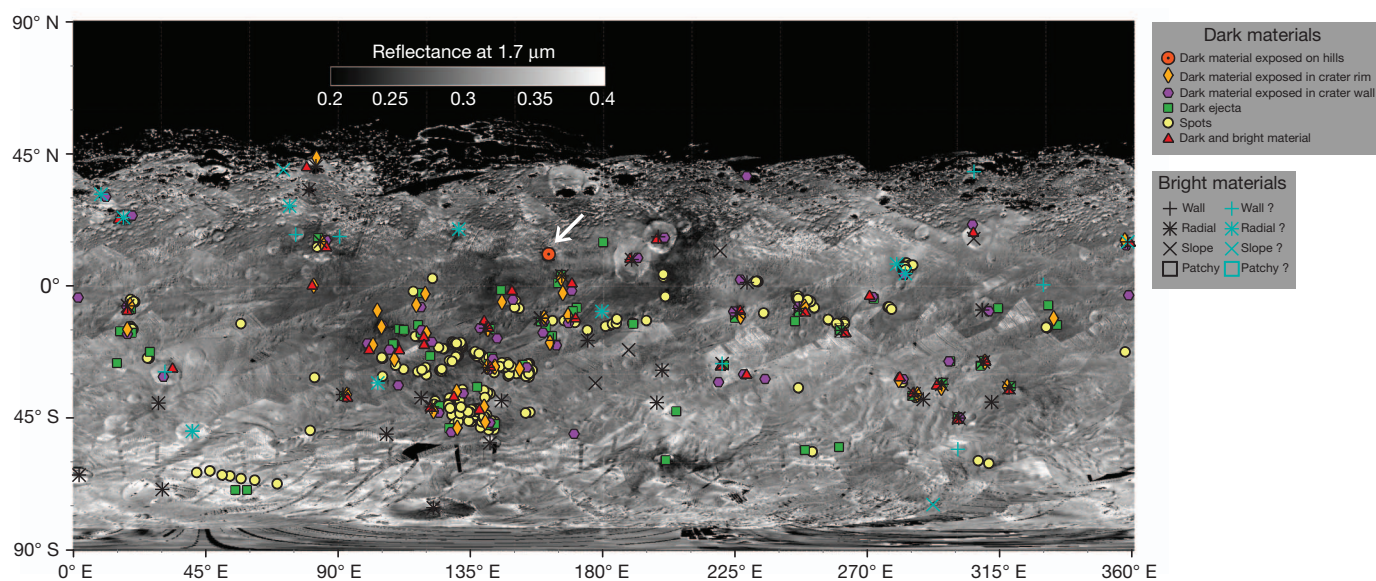 90° N
45° N
0°
45° S
90° S
0° E
45° E
90° E
135° E
180° E
225° E
270° E
315° E
360° E
Reflectance at 1.7 μm
0.2 0.25 0.3 0.35 0.4
Dark materials
Dark material exposed on hills
Dark material exposed in crater rim
Dark material exposed in crater wall
Dark ejecta
Spots
Dark and bright material
Bright materials
Wall Wall ?
Radial Radial ?
Slope Slope ?
Patchy Patchy ?